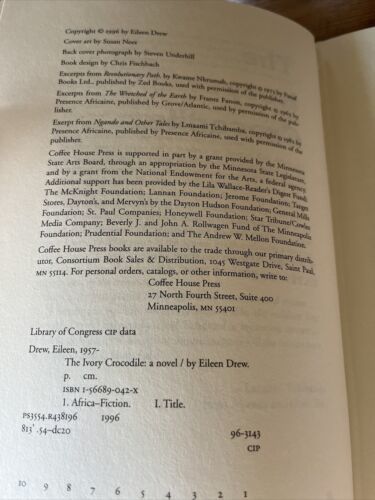 Copyright © 1996 by Eileen Drew
Cover art by Susan Nees
Back cover photograph by Steven Underhill
Book design by Chris Fischbach
Excerpts from Revolutionary Path, by Kwame Nkrumah, copyright © 1973 by Panaf
Books Ltd., published by Zed Books, used with permission of the publisher.
Excerpts from The Wretched of the Earth by Frantz Fanon, copyright © 1963 by
Presence Africaine, published by Grove/Atlantic, used by permission of the publisher.
Exerpt from Ngando and Other Tales by Lmaami Tchibamba, copyright © 1982 by
Presence Africaine, published by Presence Africaine, used with permission of the
publisher.
Coffee House Press is supported in part by a grant provided by the Minnesota
State Arts Board, through an appropriation by the Minnesota State Legislature,
and by a grant from the National Endowment for the Arts, a federal agency.
Additional support has been provided by the Lila Wallace-Reader's Digest Fund;
The McKnight Foundation; Lannan Foundation; Jerome Foundation; Target
Stores, Dayton's, and Mervyn's by the Dayton Hudson Foundation; General Mills
Foundation; St. Paul Companies; Honeywell Foundation; Star Tribune/Cowles
Media Company; Beverly J. and John A. Rollwagen Fund of The Minneapolis
Foundation; Prudential Foundation; and The Andrew W. Mellon Foundation.
Coffee House Press books are available to the trade through our primary distrib-
utor, Consortium Book Sales & Distribution, 1045 Westgate Drive, Saint Paul,
MN 55114. For personal orders, catalogs, or other information, write to:
Coffee House Press
27 North Fourth Street, Suite 400
Minneapolis, MN 55401
Library of Congress CIP data
Drew, Eileen, 1957-
The Ivory Crocodile: a novel / by Eileen Drew.
p. cm.
ISBN 1-56689-042-X
1. Africa–Fiction. I. Title.
PS3554.R438196 1996
813'.54–dc20 96-3143
CIP
10 9 8 7 6 5 4 3 2 1